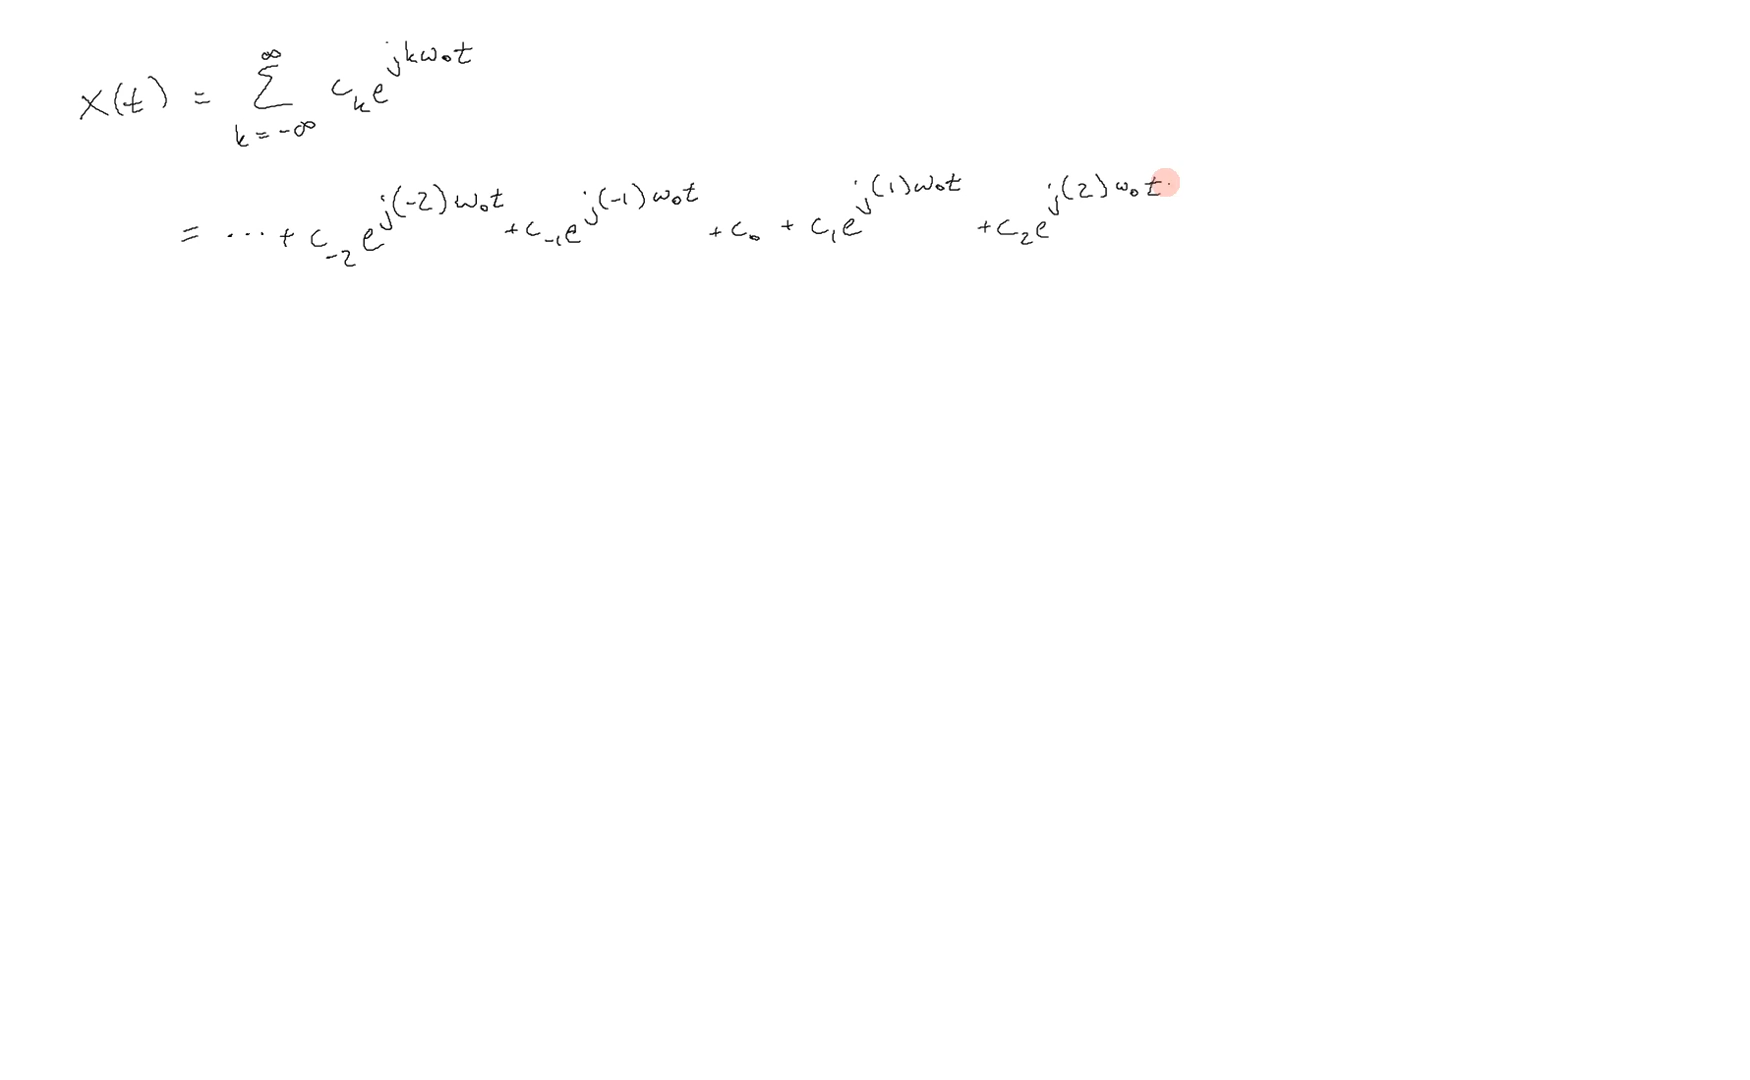 x(t) = ∑_{k=-∞}^{∞} c_k e^{jkω₀t}
= ⋯ + c_{-2} e^{j(-2)ω₀t} + c_{-1} e^{j(-1)ω₀t} + c₀ + c₁ e^{j(1)ω₀t} + c₂ e^{j(2)ω₀t}